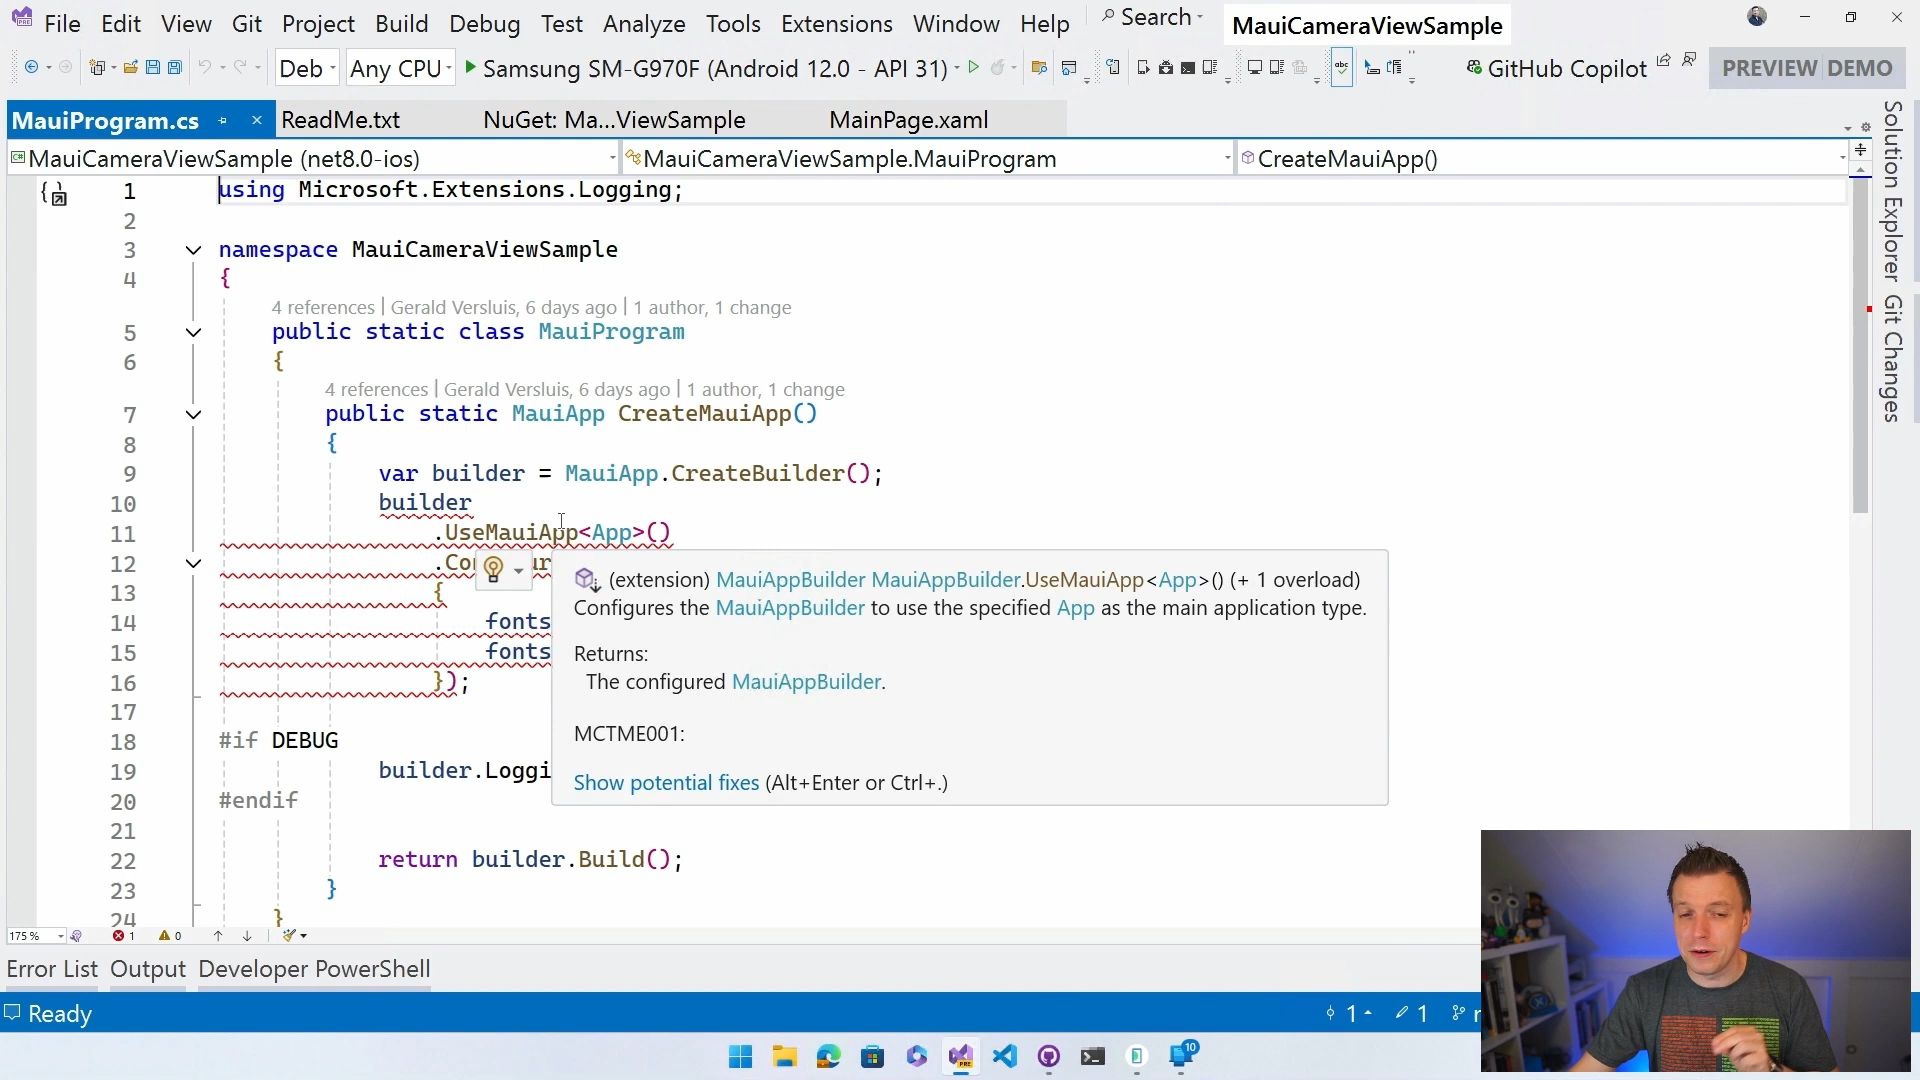 File Edit View Git Project Build Debug Test Analyze Tools Extensions Window Help Search MauiCameraViewSample
Deb Any CPU Samsung SM-G970F (Android 12.0 - API 31) GitHub Copilot PREVIEW DEMO
MauiProgram.cs ReadMe.txt NuGet: Ma...ViewSample MainPage.xaml
MauiCameraViewSample (net8.0-ios) MauiCameraViewSample.MauiProgram CreateMauiApp()
1 using Microsoft.Extensions.Logging;
2
3 namespace MauiCameraViewSample
4 {
4 references | Gerald Versluis, 6 days ago | 1 author, 1 change
5 public static class MauiProgram
6 {
4 references | Gerald Versluis, 6 days ago | 1 author, 1 change
7 public static MauiApp CreateMauiApp()
8 {
9 var builder = MauiApp.CreateBuilder();
10 builder
11 .UseMauiApp<App>()
12 .Co
13 {
14 fonts
15 fonts
16 });
17
18 #if DEBUG
19 builder.Loggi
20 #endif
21
22 return builder.Build();
23 }
24 }
(extension) MauiAppBuilder MauiAppBuilder.UseMauiApp<App>() (+ 1 overload)
Configures the MauiAppBuilder to use the specified App as the main application type.
Returns:
The configured MauiAppBuilder.
MCTME001:
Show potential fixes (Alt+Enter or Ctrl+.)
Solution Explorer
Git Changes
175 % 1 0
Error List Output Developer PowerShell
Ready 1 1
10